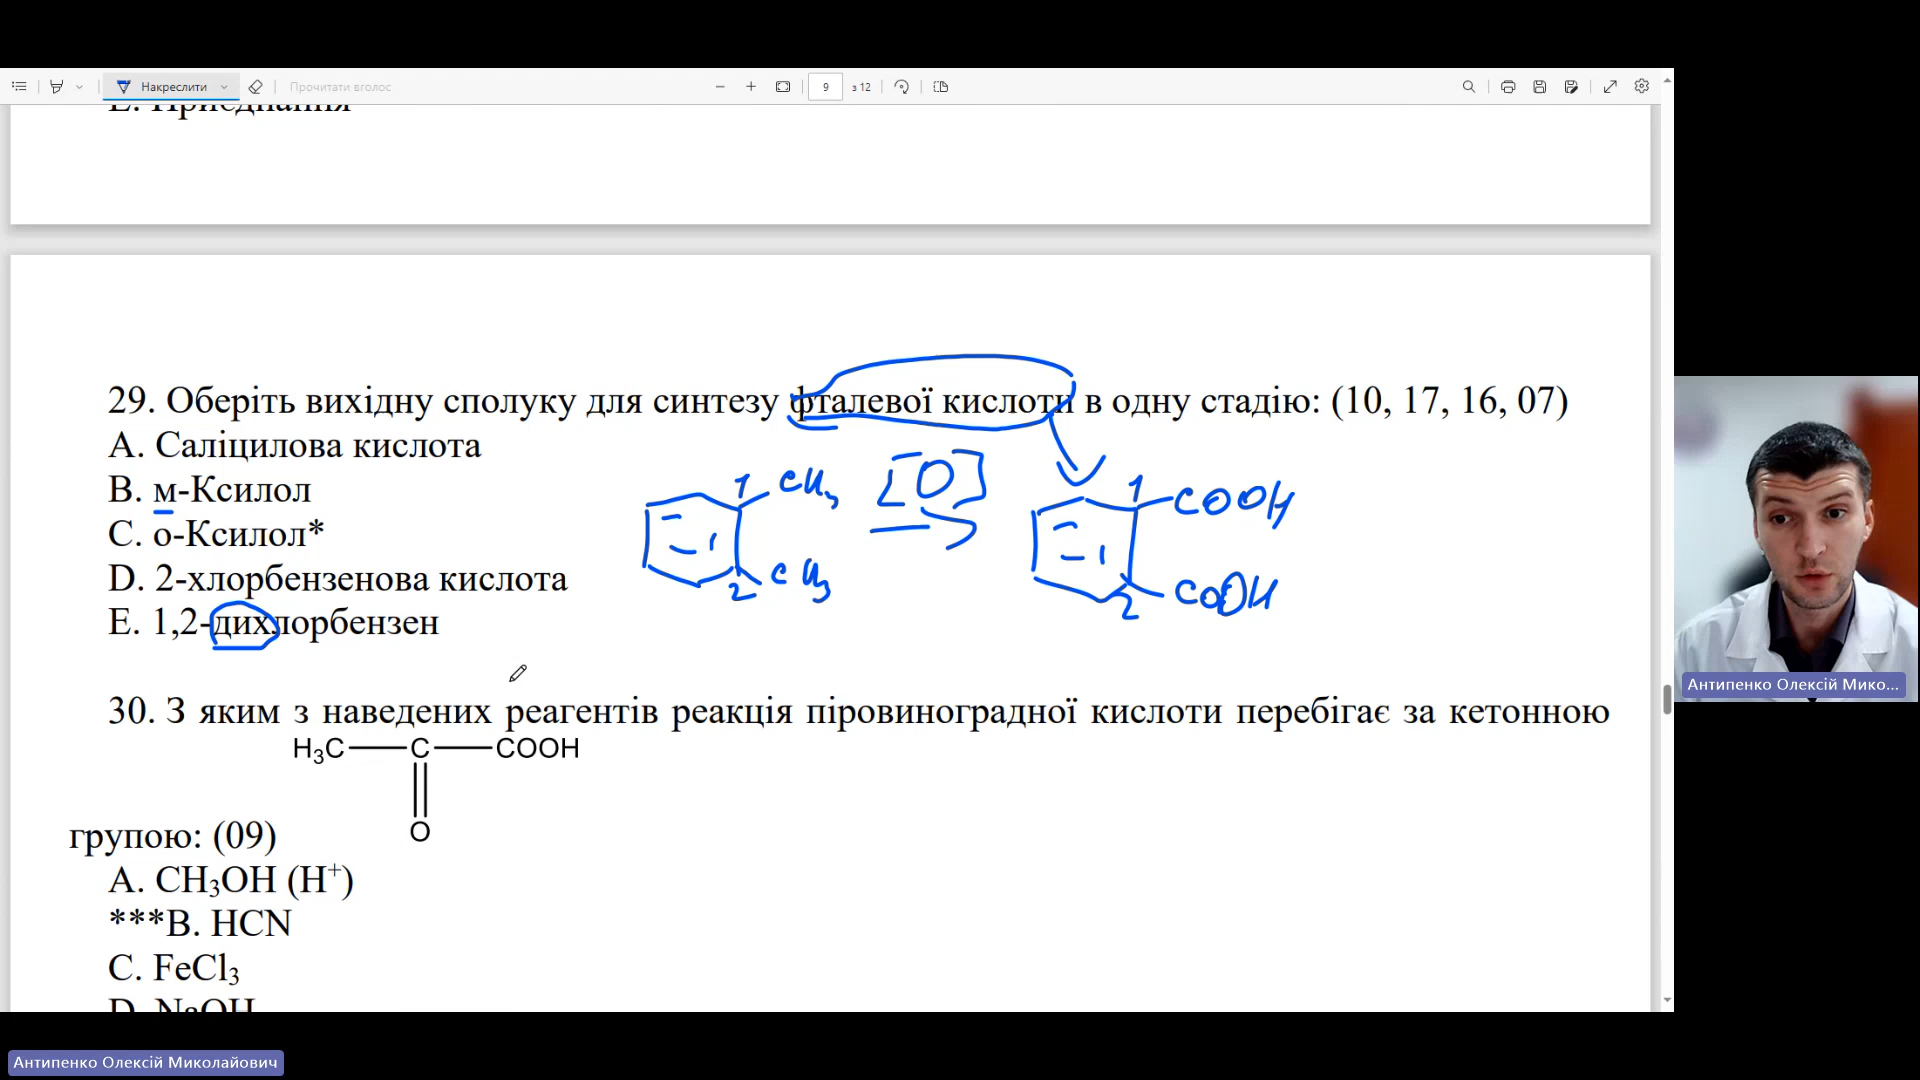 Накреслити
Прочитати вголос
9 з 12
E. Приєднання
29. Оберіть вихідну сполуку для синтезу фталевої кислоти в одну стадію: (10, 17, 16, 07)
A. Саліцилова кислота
B. м-Ксилол
C. о-Ксилол*
D. 2-хлорбензенова кислота
E. 1,2-дихлорбензен
1 CH₃ [O] 1 COOH
2 CH₃ 2 COOH
30. З яким з наведених реагентів реакція піровиноградної кислоти перебігає за кетонною
H₃C C COOH
O
групою: (09)
A. CH₃OH (H⁺)
***B. HCN
C. FeCl₃
D. NaOH
Антипенко Олексій Мико...
Антипенко Олексій Миколайович